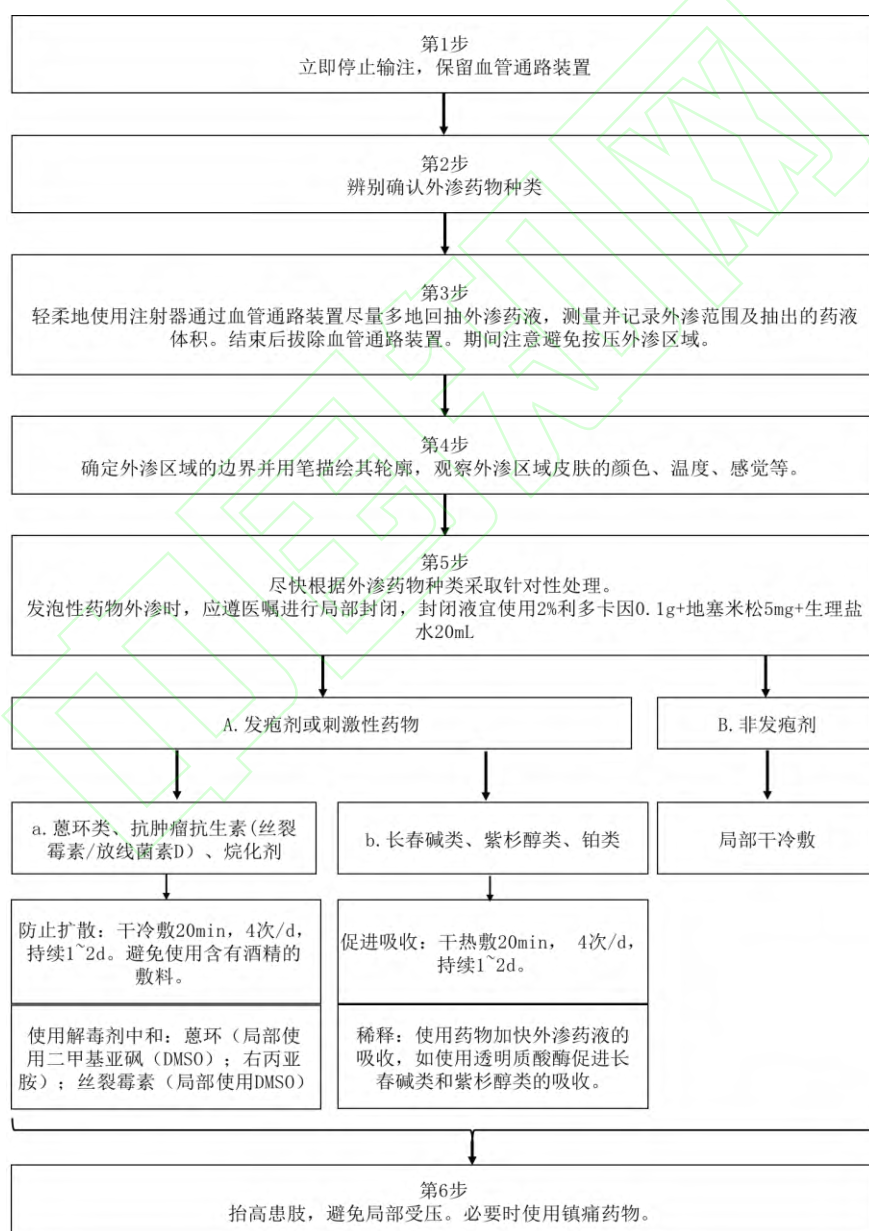 第1步
立即停止输注，保留血管通路装置
第2步
辨别确认外渗药物种类
第3步
轻柔地使用注射器通过血管通路装置尽量多地回抽外渗药液，测量并记录外渗范围及抽出的药液
体积。结束后拔除血管通路装置。期间注意避免按压外渗区域。
第4步
确定外渗区域的边界并用笔描绘其轮廓，观察外渗区域皮肤的颜色、温度、感觉等。
第5步
尽快根据外渗药物种类采取针对性处理。
发泡性药物外渗时，应遵医嘱进行局部封闭，封闭液宜使用2%利多卡因0.1g+地塞米松5mg+生理盐
水20mL
A.发疱剂或刺激性药物
B.非发疱剂
a.蒽环类、抗肿瘤抗生素(丝裂
霉素/放线菌素D）、烷化剂
b.长春碱类、紫杉醇类、铂类
局部干冷敷
防止扩散：干冷敷20min，4次/d，
持续1~2d。避免使用含有酒精的
敷料。
促进吸收：干热敷20min， 4次/d，
持续1~2d。
使用解毒剂中和：蒽环（局部使
用二甲基亚砜（DMSO）；右丙亚
胺）；丝裂霉素（局部使用DMSO）
稀释：使用药物加快外渗药液的
吸收，如使用透明质酸酶促进长
春碱类和紫杉醇类的吸收。
第6步
抬高患肢，避免局部受压。必要时使用镇痛药物。
中国知网